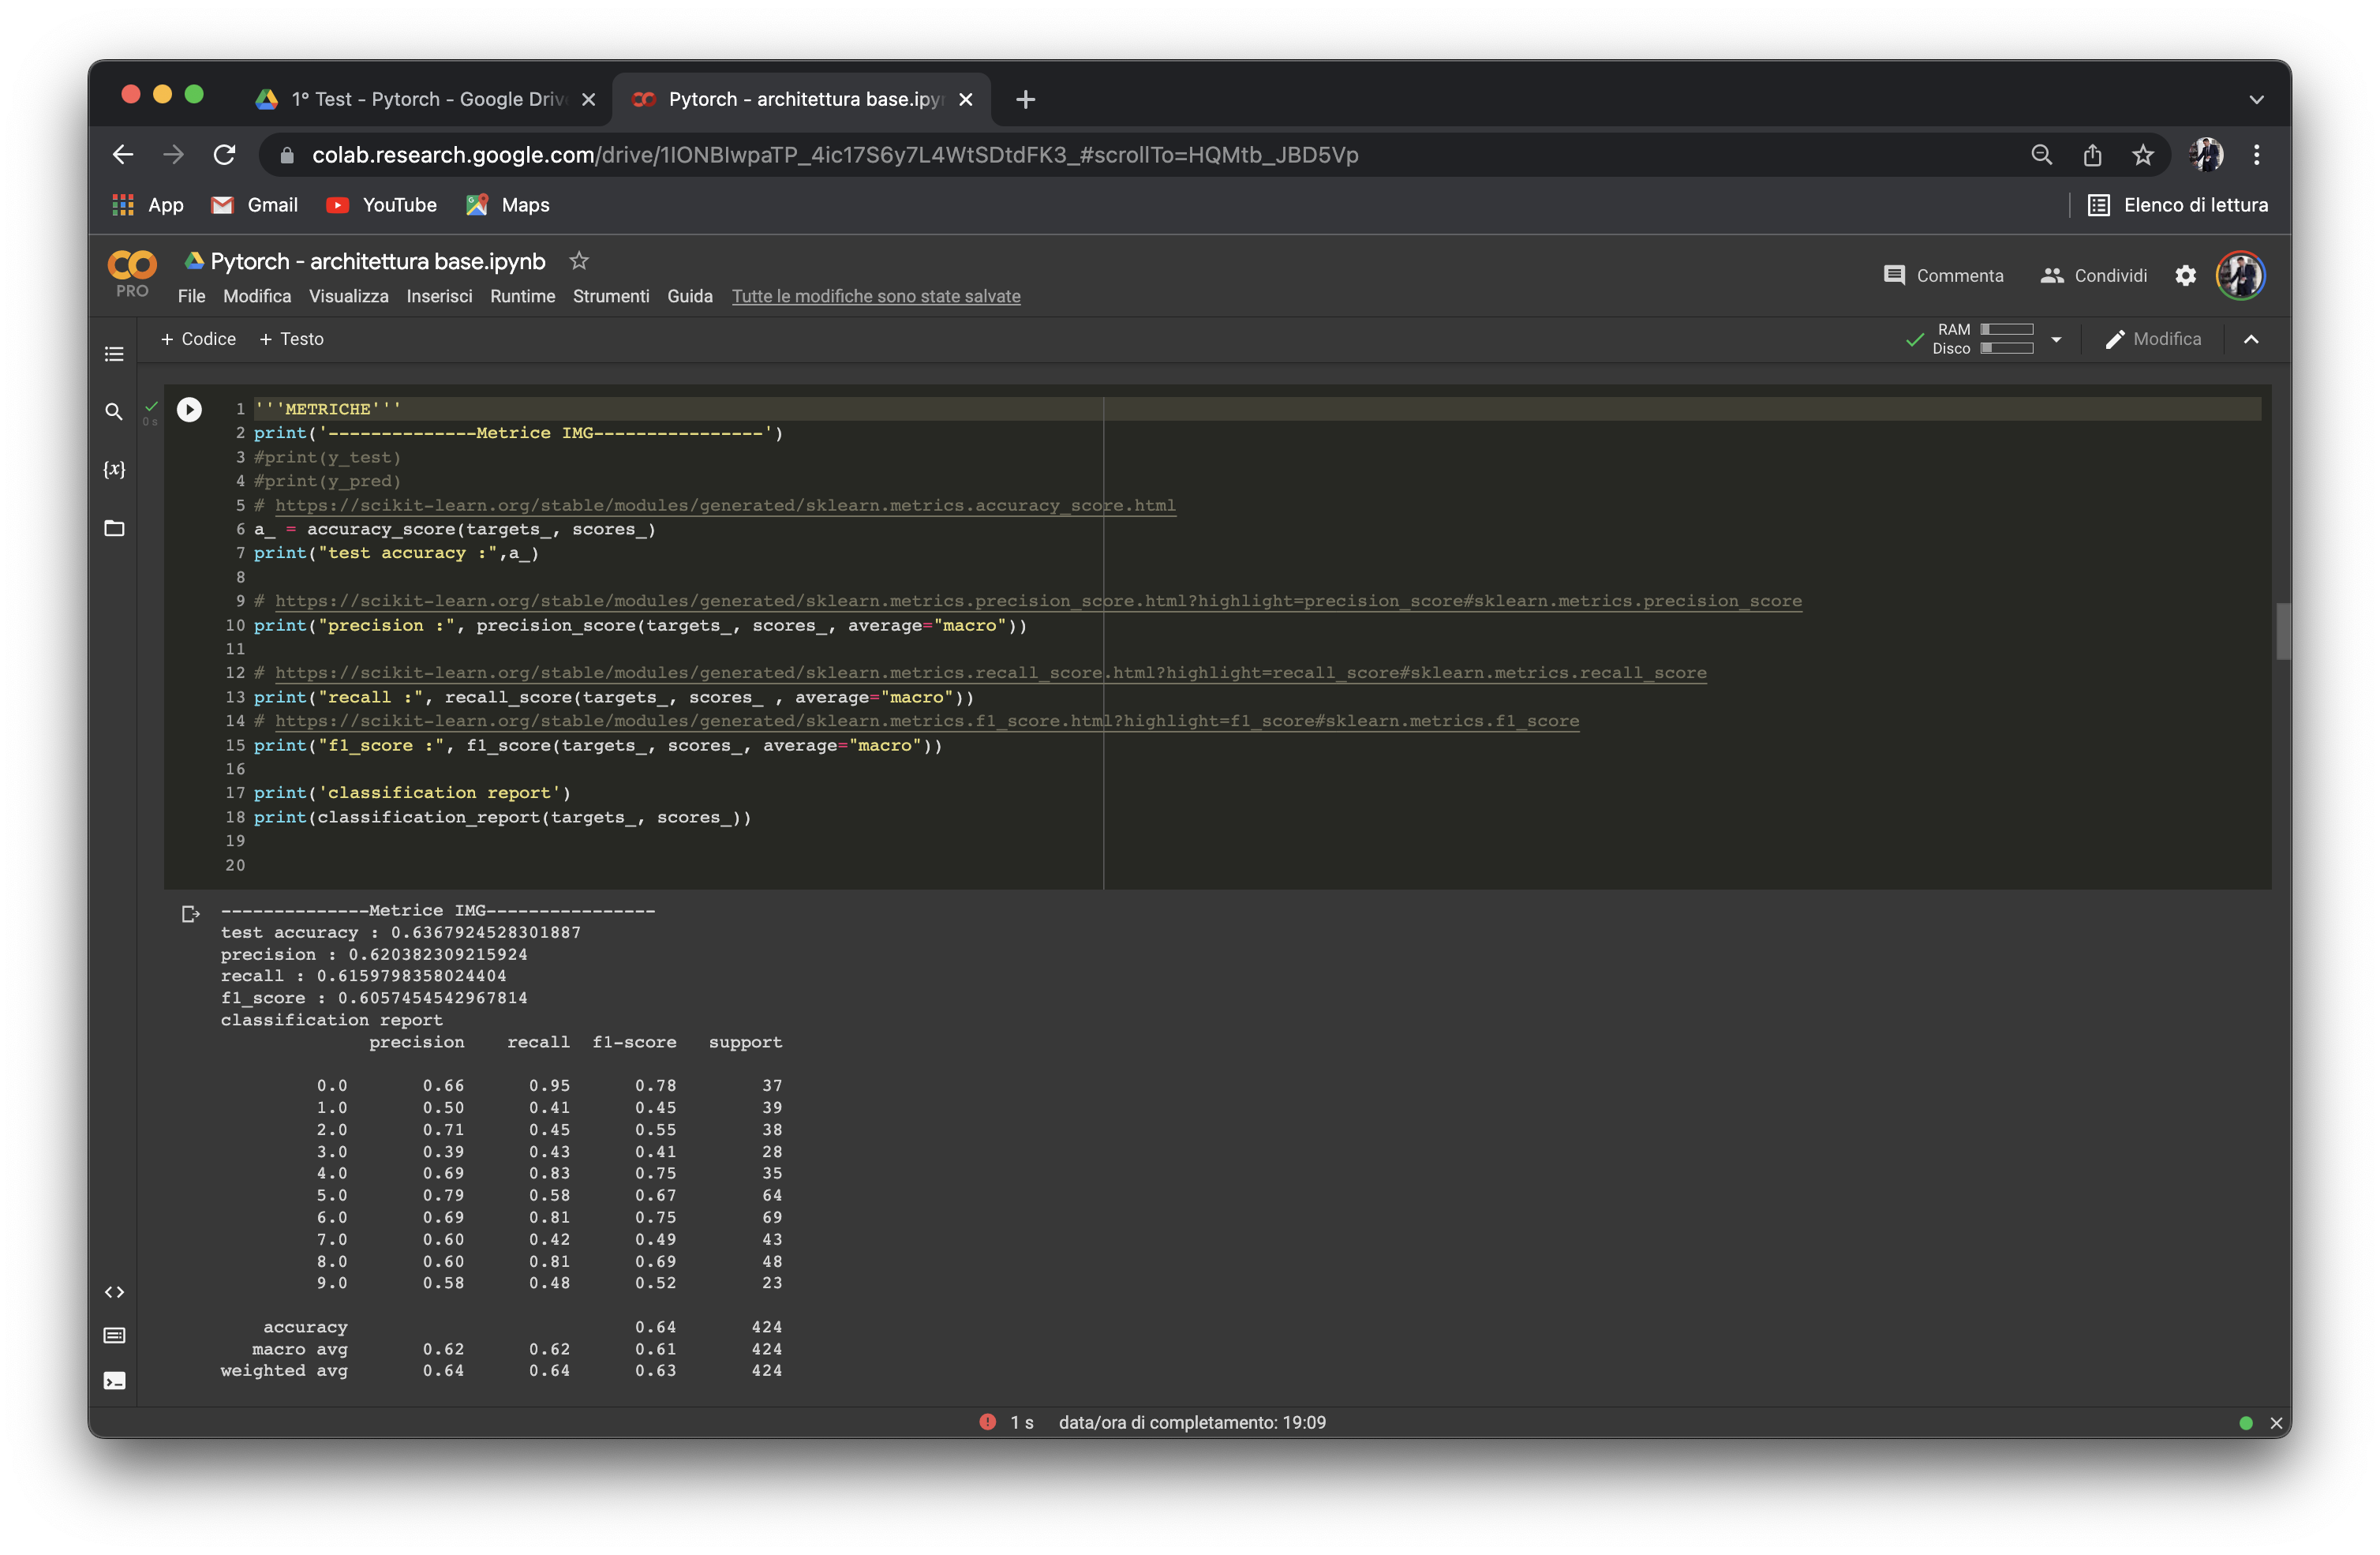 1° Test - Pytorch - Google Driv
Pytorch - architettura base.ipyn
colab.research.google.com/drive/1IONBIwpaTP_4ic17S6y7L4WtSDtdFK3_#scrollTo=HQMtb_JBD5Vp
App Gmail YouTube Maps Elenco di lettura
PRO
Pytorch - architettura base.ipynb
Commenta Condividi
File Modifica Visualizza Inserisci Runtime Strumenti Guida Tutte le modifiche sono state salvate
+ Codice + Testo
RAM
Disco
Modifica
0 s
1 '''METRICHE'''
2 print('--------------Metrice IMG----------------')
3 #print(y_test)
4 #print(y_pred)
5 # https://scikit-learn.org/stable/modules/generated/sklearn.metrics.accuracy_score.html
6 a_ = accuracy_score(targets_, scores_)
7 print("test accuracy :",a_)
8
9 # https://scikit-learn.org/stable/modules/generated/sklearn.metrics.precision_score.html?highlight=precision_score#sklearn.metrics.precision_score
10 print("precision :", precision_score(targets_, scores_, average="macro"))
11
12 # https://scikit-learn.org/stable/modules/generated/sklearn.metrics.recall_score.html?highlight=recall_score#sklearn.metrics.recall_score
13 print("recall :", recall_score(targets_, scores_ , average="macro"))
14 # https://scikit-learn.org/stable/modules/generated/sklearn.metrics.f1_score.html?highlight=f1_score#sklearn.metrics.f1_score
15 print("f1_score :", f1_score(targets_, scores_, average="macro"))
16
17 print('classification report')
18 print(classification_report(targets_, scores_))
19
20
--------------Metrice IMG----------------
test accuracy : 0.6367924528301887
precision : 0.620382309215924
recall : 0.6159798358024404
f1_score : 0.6057454542967814
classification report
precision recall f1-score support
0.0 0.66 0.95 0.78 37
1.0 0.50 0.41 0.45 39
2.0 0.71 0.45 0.55 38
3.0 0.39 0.43 0.41 28
4.0 0.69 0.83 0.75 35
5.0 0.79 0.58 0.67 64
6.0 0.69 0.81 0.75 69
7.0 0.60 0.42 0.49 43
8.0 0.60 0.81 0.69 48
9.0 0.58 0.48 0.52 23
accuracy 0.64 424
macro avg 0.62 0.62 0.61 424
weighted avg 0.64 0.64 0.63 424
1 s data/ora di completamento: 19:09